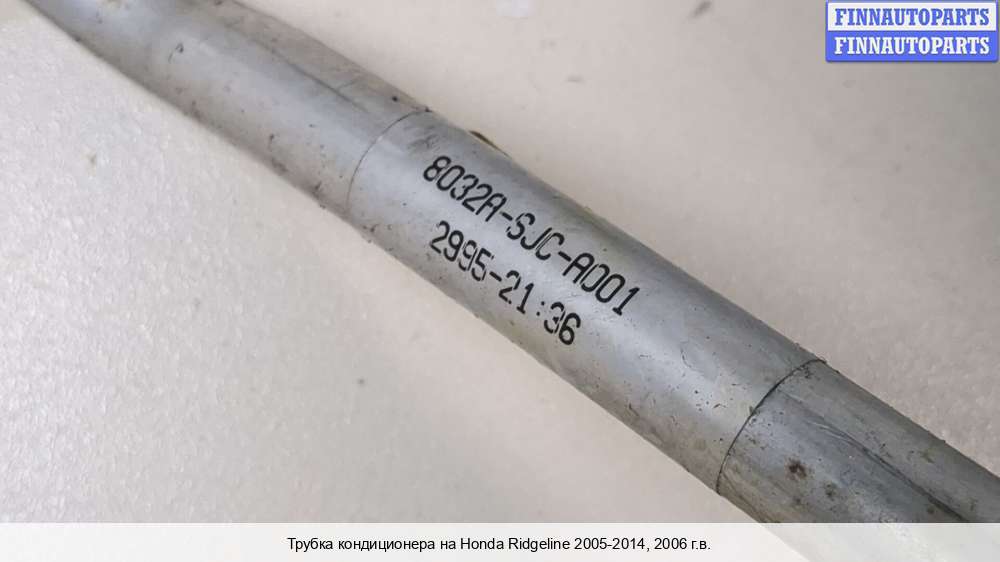 FINNAUTOPARTS
FINNAUTOPARTS
8032A-SJC-A001
2995-21:36
Трубка кондиционера на Honda Ridgeline 2005-2014, 2006 г.в.